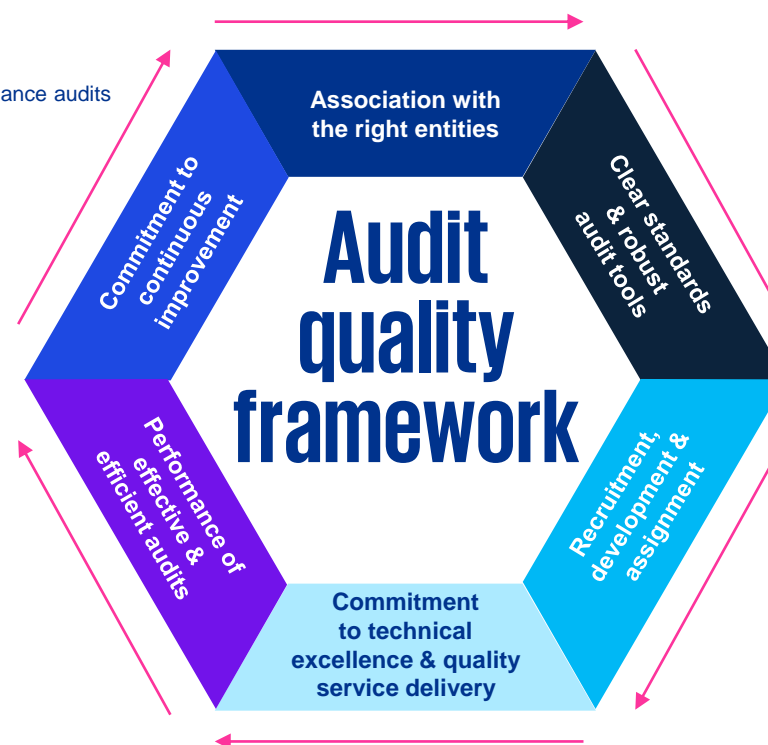 ance audits
Association with
the right entities
Clear standards
& robust
audit tools
Recruitment,
development &
assignment
Commitment
to technical
excellence & quality
service delivery
Performance of
effective &
efficient audits
Commitment to
continuous
improvement
Audit
quality
framework